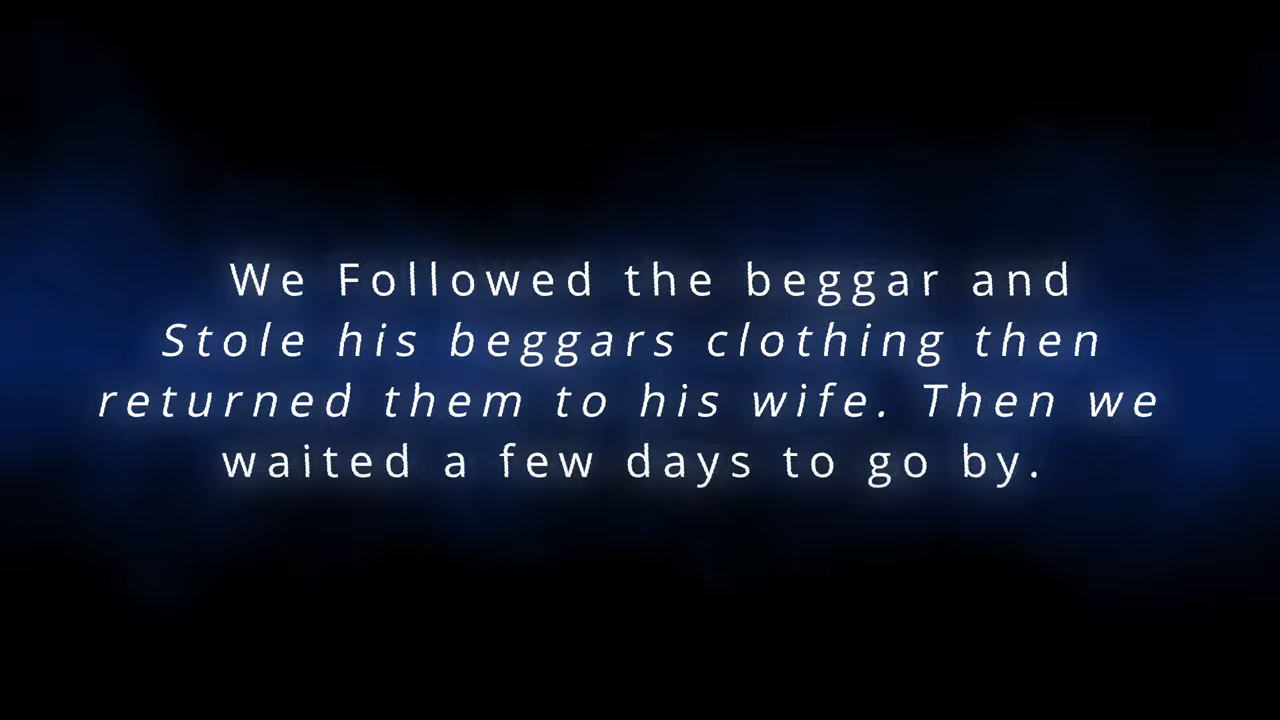 We Followed the beggar and
Stole his beggars clothing then
returned them to his wife. Then we
waited a few days to go by.